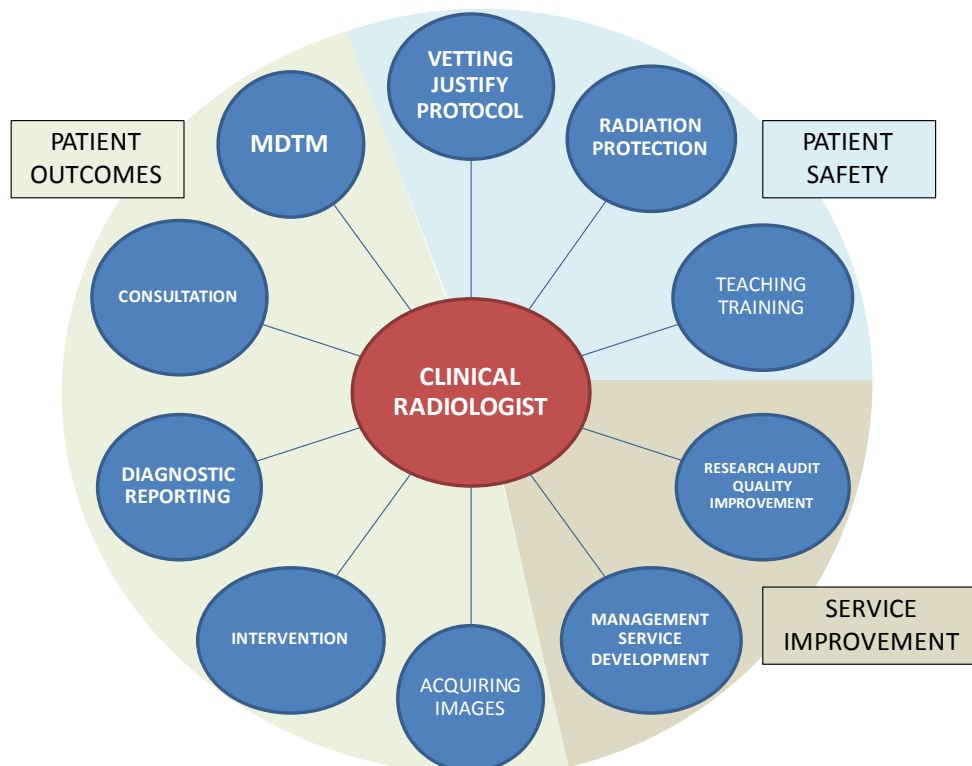 VETTING
JUSTIFY
PROTOCOL
MDTM
RADIATION
PROTECTION
PATIENT
OUTCOMES
PATIENT
SAFETY
CONSULTATION
TEACHING
TRAINING
CLINICAL
RADIOLOGIST
DIAGNOSTIC
REPORTING
RESEARCH AUDIT
QUALITY
IMPROVEMENT
INTERVENTION
MANAGEMENT
SERVICE
DEVELOPMENT
SERVICE
IMPROVEMENT
ACQUIRING
IMAGES